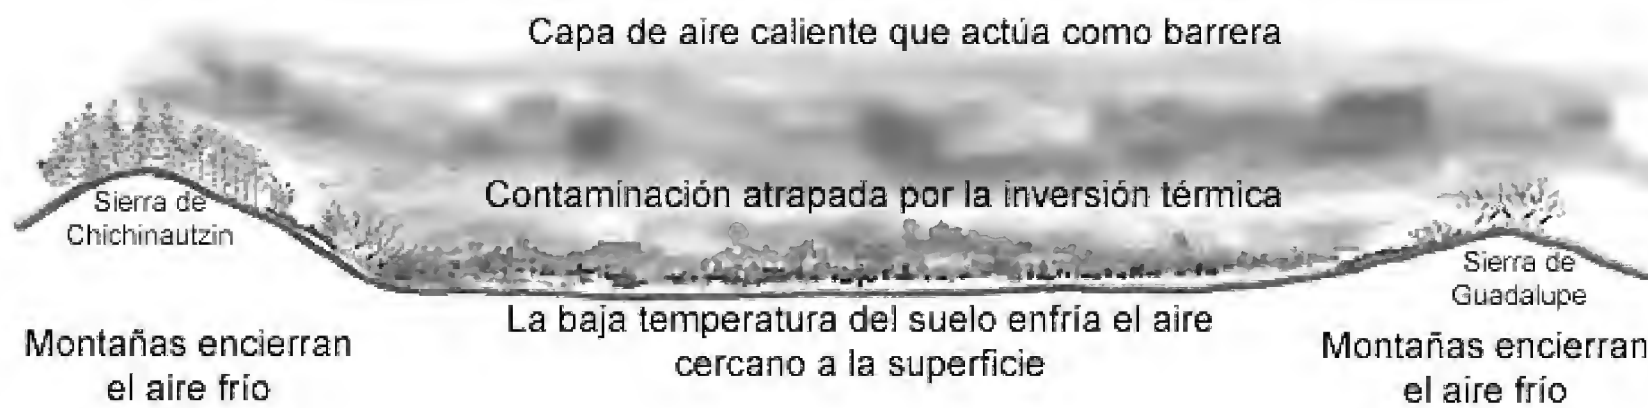 Capa de aire caliente que actúa como barrera
Contaminación atrapada por la inversión térmica
Sierra de
Chichinautzin
Sierra de
Guadalupe
La baja temperatura del suelo enfría el aire
cercano a la superficie
Montañas encierran
el aire frío
Montañas encierran
el aire frío